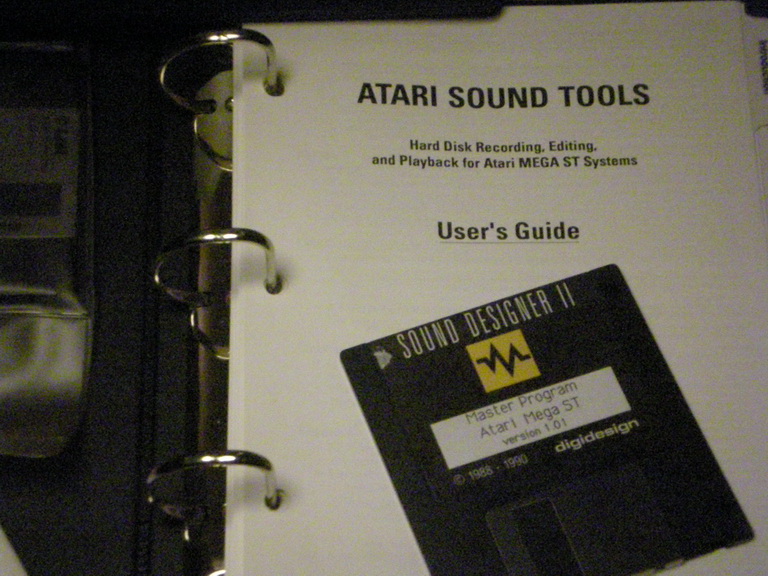 ATARI SOUND TOOLS
Hard Disk Recording, Editing,
and Playback for Atari MEGA ST Systems
User's Guide
SOUND DESIGNER II
Master Program
Atari Mega ST
version 1.01
digidesign
© 1988 - 1990
Introduction